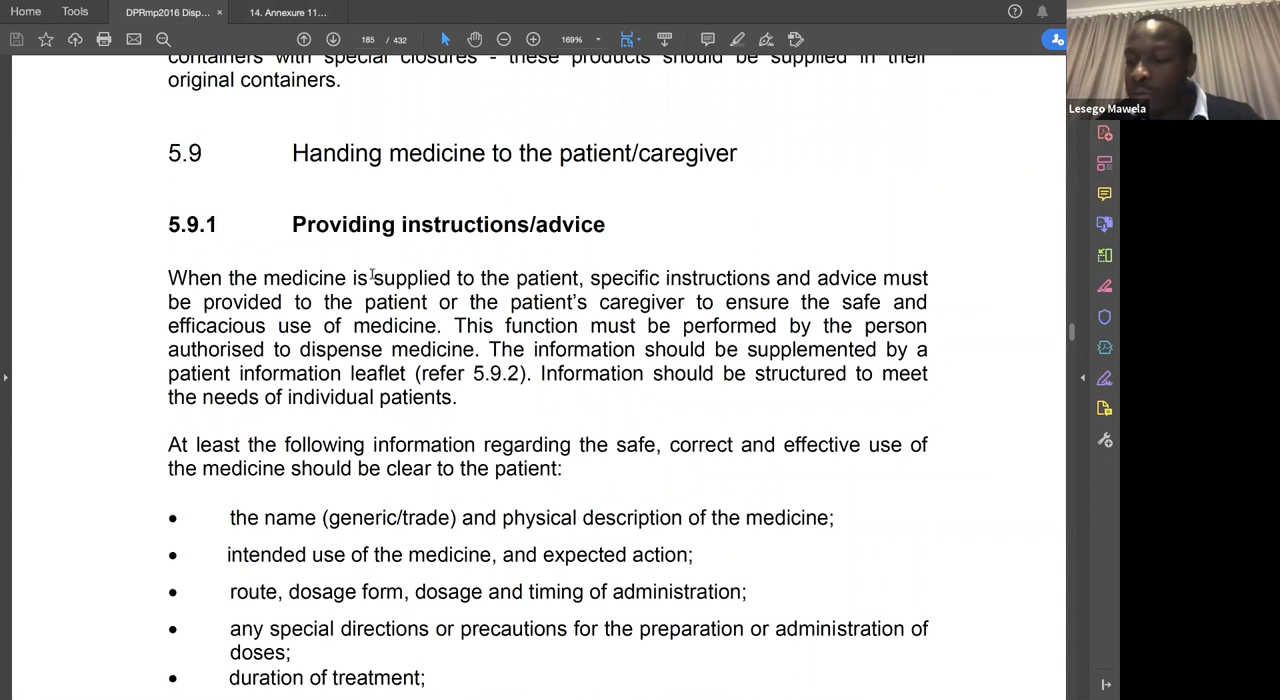 Home Tools DPRmp2016 Disp... × 14. Annexure 11...
185 / 432 169%
Lesego Mawela
containers with special closures - these products should be supplied in their
original containers.
5.9 Handing medicine to the patient/caregiver
5.9.1 Providing instructions/advice
When the medicine is supplied to the patient, specific instructions and advice must
be provided to the patient or the patient's caregiver to ensure the safe and
efficacious use of medicine. This function must be performed by the person
authorised to dispense medicine. The information should be supplemented by a
patient information leaflet (refer 5.9.2). Information should be structured to meet
the needs of individual patients.
At least the following information regarding the safe, correct and effective use of
the medicine should be clear to the patient:
• the name (generic/trade) and physical description of the medicine;
• intended use of the medicine, and expected action;
• route, dosage form, dosage and timing of administration;
• any special directions or precautions for the preparation or administration of
doses;
• duration of treatment;